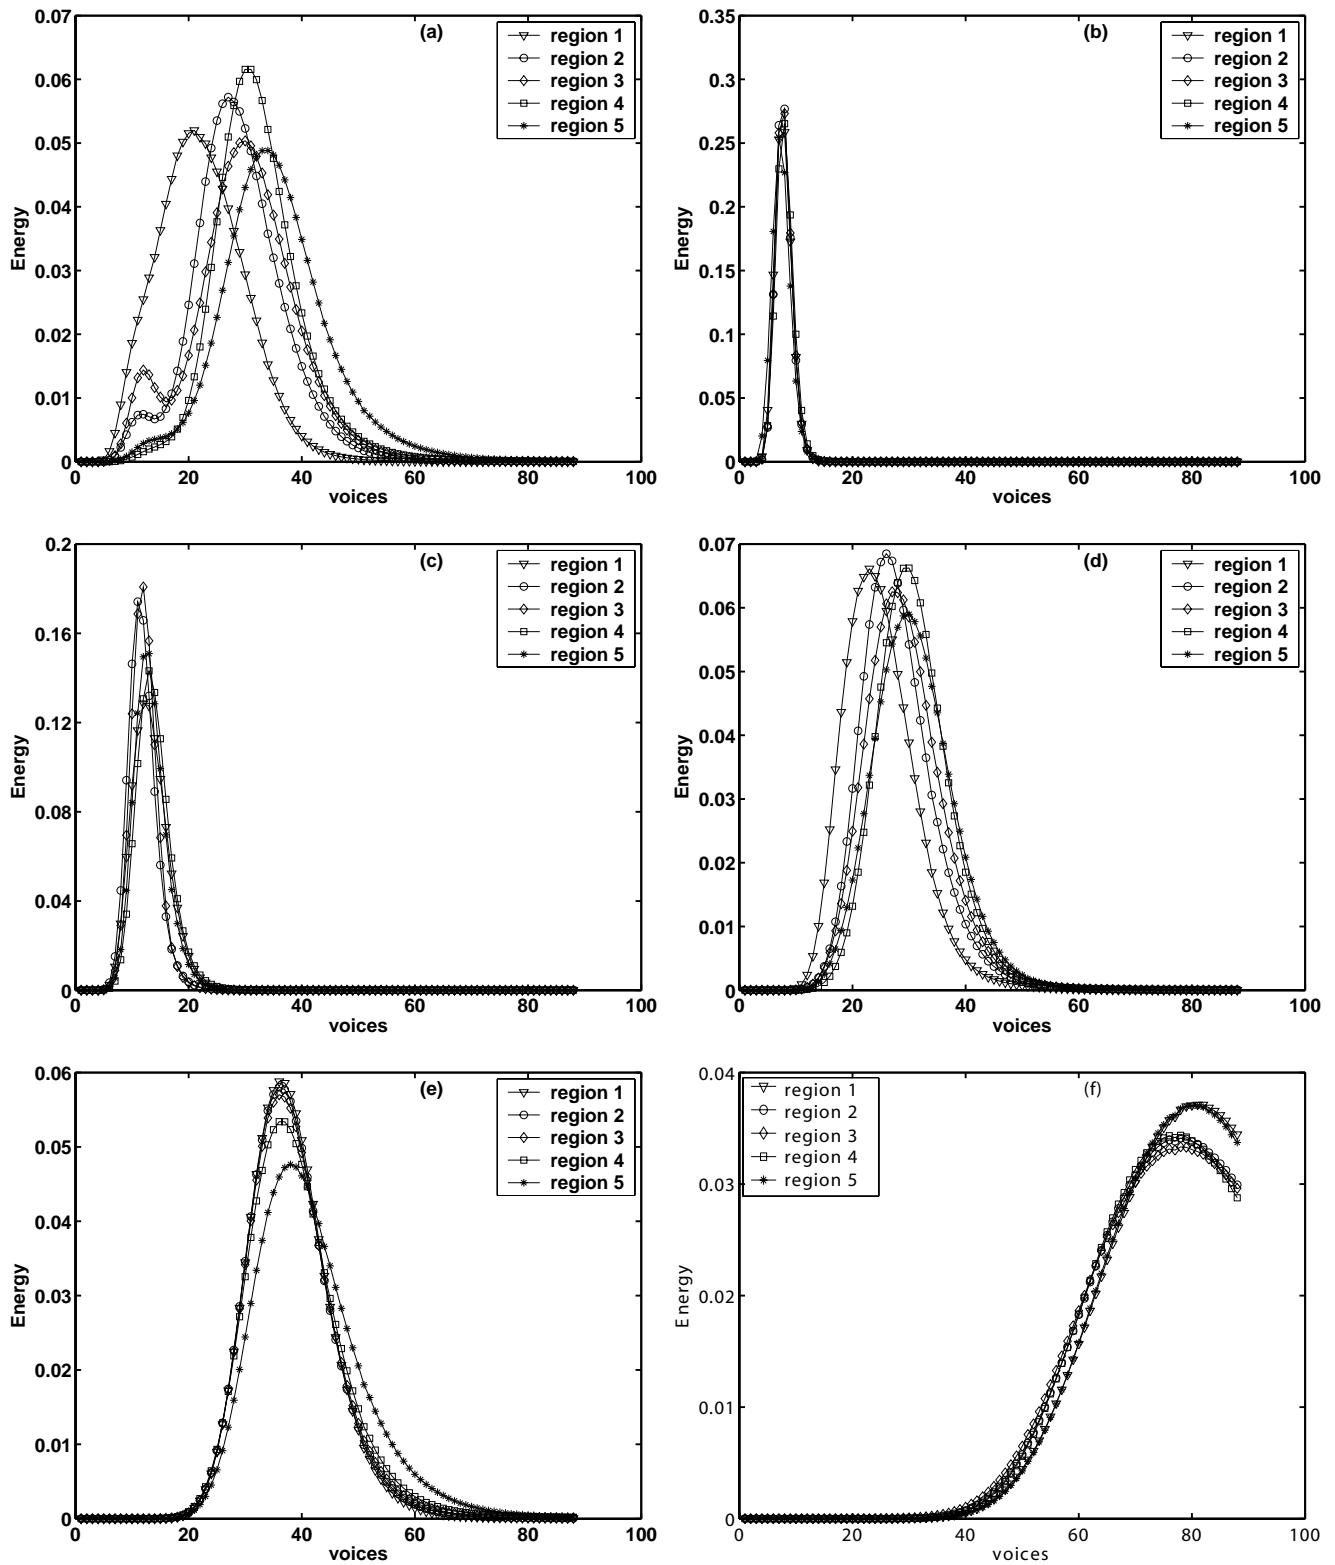 (a)
region 1
region 2
region 3
region 4
region 5
0.07
0.06
0.05
0.04
0.03
0.02
0.01
0
0 20 40 60 80 100
Energy
voices
(b)
region 1
region 2
region 3
region 4
region 5
0.35
0.3
0.25
0.2
0.15
0.1
0.05
0
0 20 40 60 80 100
Energy
voices
(c)
region 1
region 2
region 3
region 4
region 5
0.2
0.16
0.12
0.08
0.04
0
0 20 40 60 80 100
Energy
voices
(d)
region 1
region 2
region 3
region 4
region 5
0.07
0.06
0.05
0.04
0.03
0.02
0.01
0
0 20 40 60 80 100
Energy
voices
(e)
region 1
region 2
region 3
region 4
region 5
0.06
0.05
0.04
0.03
0.02
0.01
0
0 20 40 60 80 100
Energy
voices
(f)
region 1
region 2
region 3
region 4
region 5
0.04
0.03
0.02
0.01
0
0 20 40 60 80 100
Energy
voices